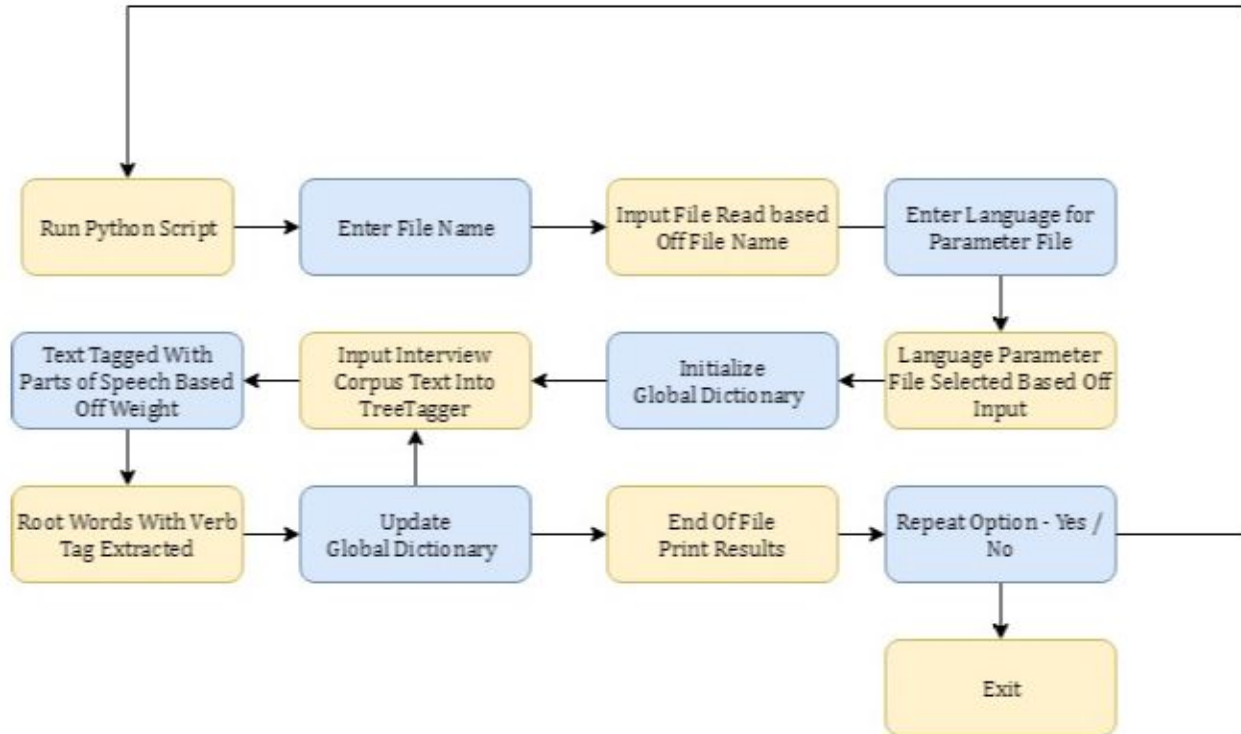 Run Python Script
Enter File Name
Input File Read based
Off File Name
Enter Language for
Parameter File
Text Tagged With
Parts of Speech Based
Off Weight
Input Interview
Corpus Text Into
TreeTagger
Initialize
Global Dictionary
Language Parameter
File Selected Based Off
Input
Root Words With Verb
Tag Extracted
Update
Global Dictionary
End Of File
Print Results
Repeat Option - Yes /
No
Exit